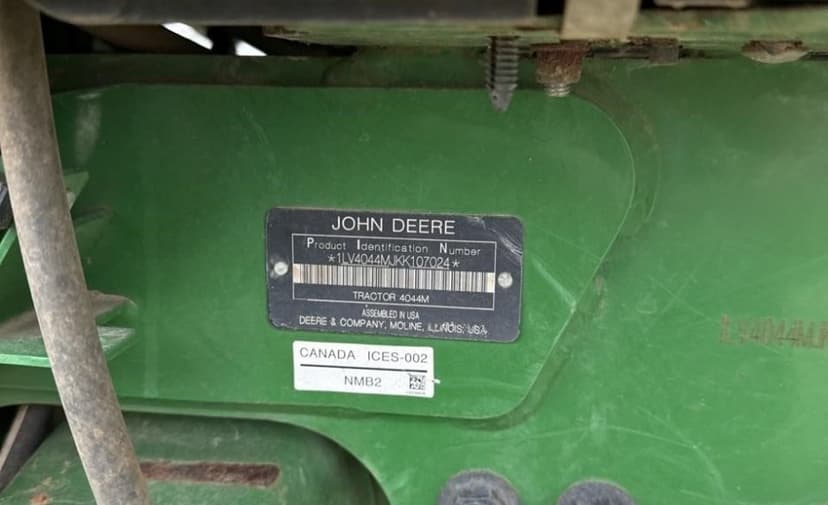 JOHN DEERE
Product Identification Number
*1LV4044MJKK107024*
TRACTOR 4044M
ASSEMBLED IN USA
DEERE & COMPANY, MOLINE, ILLINOIS, USA
CANADA ICES-002
NMB2